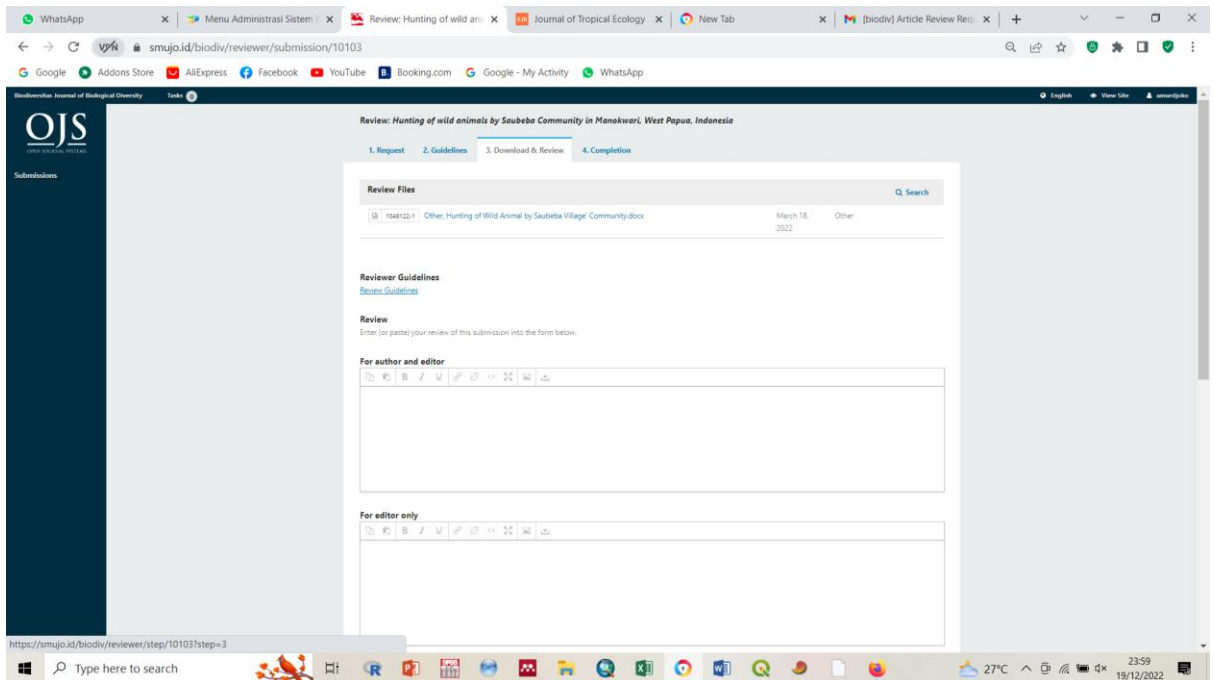 WhatsApp
Menu Administrasi Sistem
Review: Hunting of wild ani
Journal of Tropical Ecology
New Tab
[biodiv] Article Review Req
VPN
smujo.id/biodiv/reviewer/submission/10103
Google
Addons Store
AliExpress
Facebook
YouTube
Booking.com
Google - My Activity
WhatsApp
Biodiversitas Journal of Biological Diversity
Tasks 0
English
View Site
OJS
OPEN JOURNAL SYSTEMS
Submissions
Review: Hunting of wild animals by Saubeba Community in Manokwari, West Papua, Indonesia
1. Request
2. Guidelines
3. Download & Review
4. Completion
Review Files
Search
1049122-1
Other, Hunting of Wild Animal by Saubeba Village' Community.docx
March 18,
2022
Other
Reviewer Guidelines
Review Guidelines
Review
Enter (or paste) your review of this submission into the form below.
For author and editor
B I U
For editor only
B I U
https://smujo.id/biodiv/reviewer/step/10103?step=3
Type here to search
27°C
23:59
19/12/2022